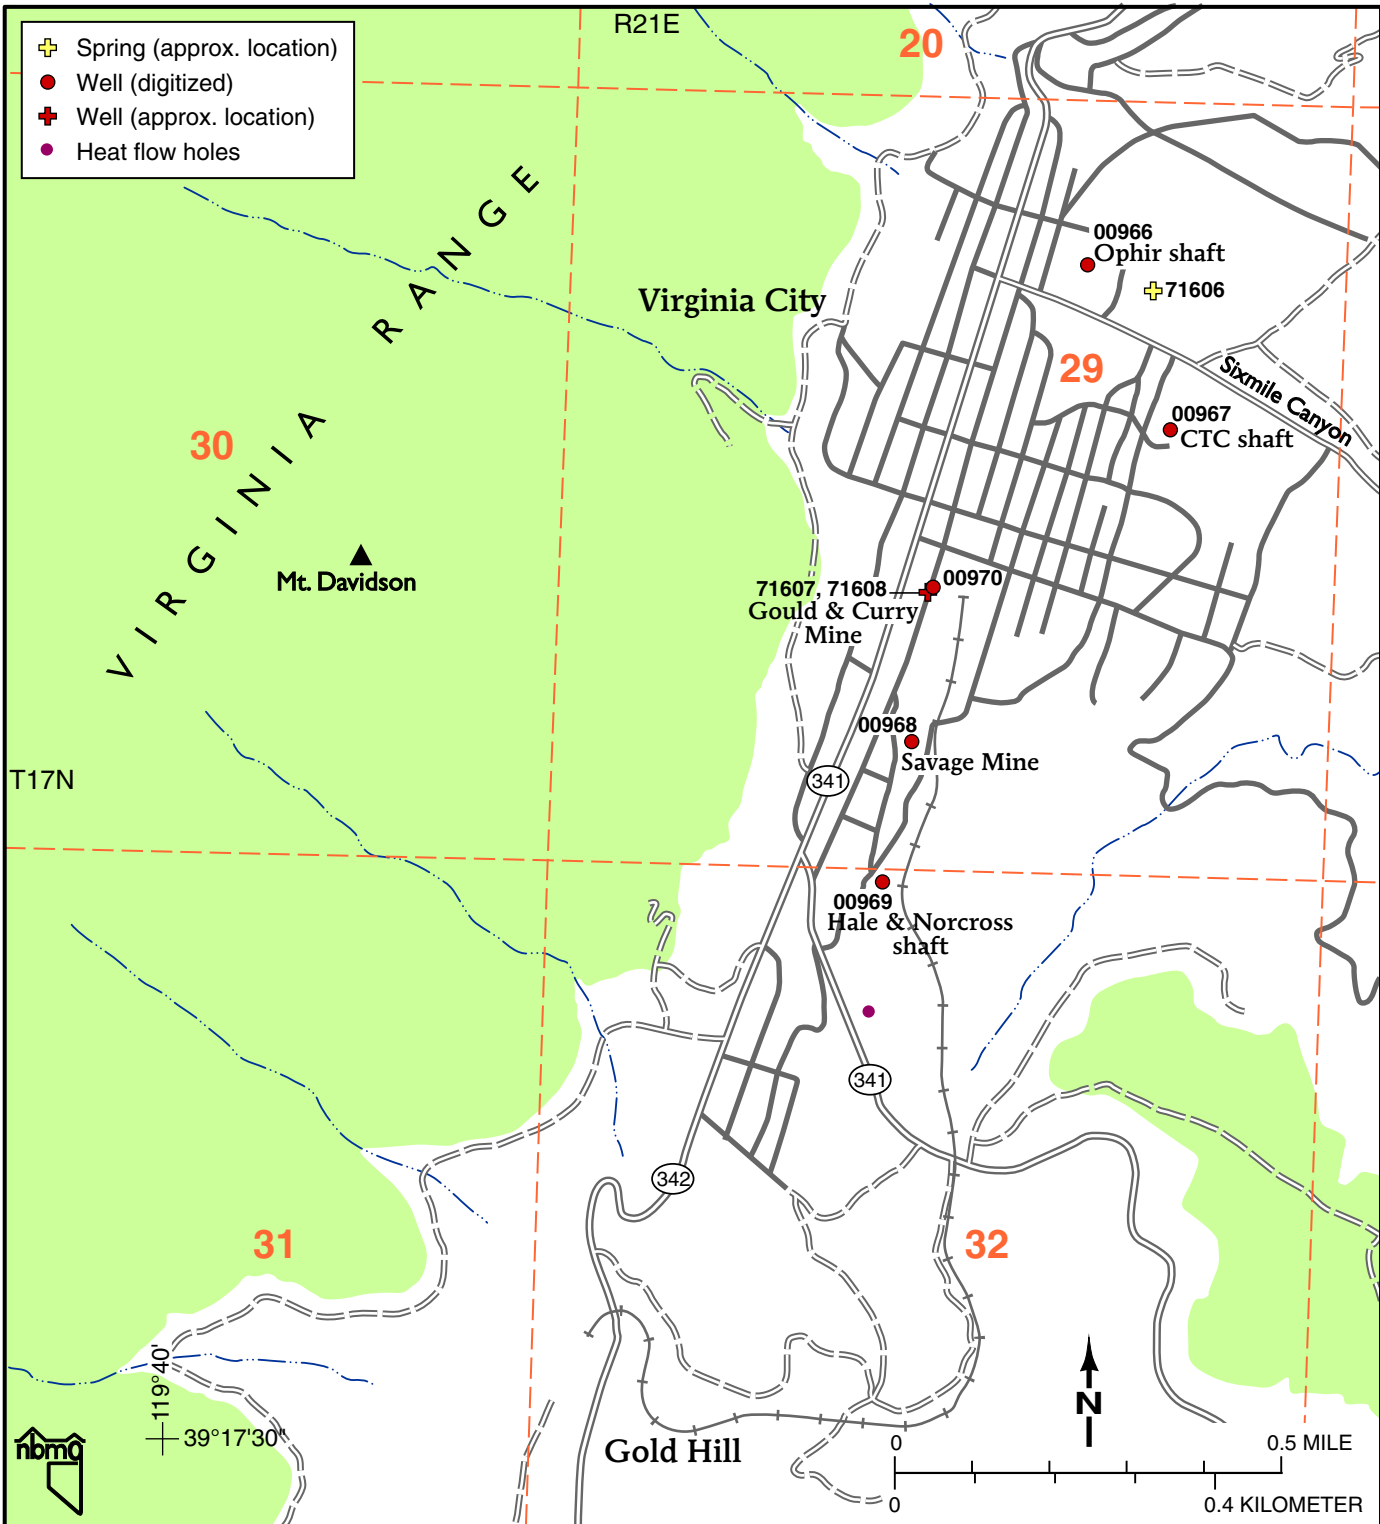 R21E
20
Spring (approx. location)
Well (digitized)
Well (approx. location)
Heat flow holes
VIRGINIA RANGE
00966
Ophir shaft
71606
Virginia City
29
Sixmile Canyon
00967
CTC shaft
30
Mt. Davidson
00970
71607, 71608
Gould & Curry
Mine
00968
Savage Mine
T17N
341
00969
Hale & Norcross
shaft
341
342
31
32
119°40'
39°17'30"
nbmg
Gold Hill
N
0 0.5 MILE
0 0.4 KILOMETER